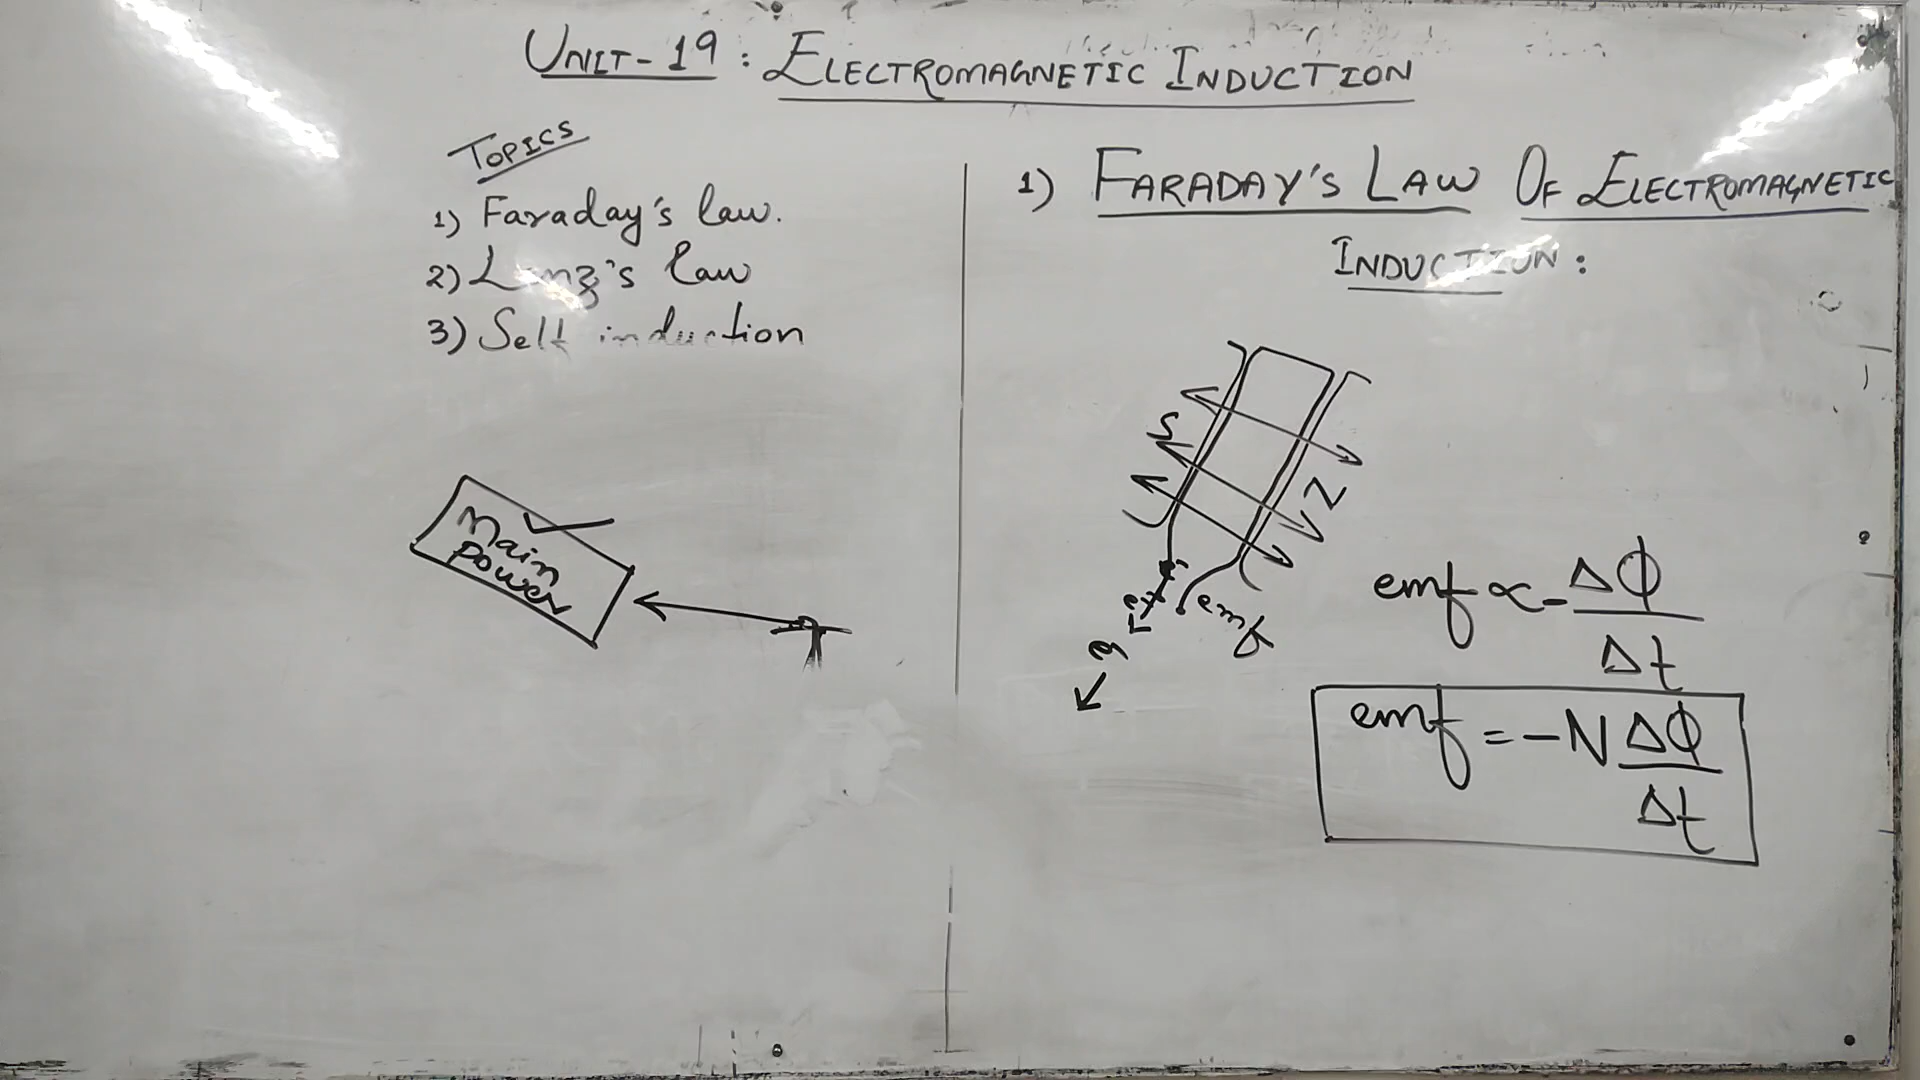 UNIT-19 : ELECTROMAGNETIC INDUCTION
TOPICS
1) Faraday's law.
2) Lenz's law
3) Self induction
main
power
1) FARADAY'S LAW OF ELECTROMAGNETIC
INDUCTION :
S
N
emf
emf ∝ - ΔΦ / Δt
emf = - N ΔΦ / Δt